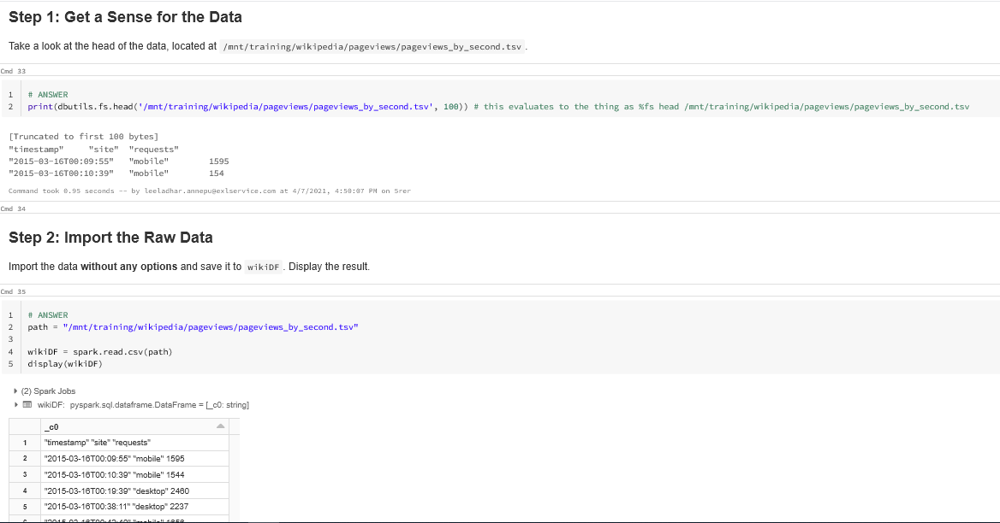 Step 1: Get a Sense for the Data
Take a look at the head of the data, located at /mnt/training/wikipedia/pageviews/pageviews_by_second.tsv .
Cmd 33
1 # ANSWER
2 print(dbutils.fs.head('/mnt/training/wikipedia/pageviews/pageviews_by_second.tsv', 100)) # this evaluates to the thing as %fs head /mnt/training/wikipedia/pageviews/pageviews_by_second.tsv
[Truncated to first 100 bytes]
"timestamp" "site" "requests"
"2015-03-16T00:09:55" "mobile" 1595
"2015-03-16T00:10:39" "mobile" 154
Command took 0.95 seconds -- by leeladhar.annepu@exlservice.com at 4/7/2021, 4:50:07 PM on 5rer
Cmd 34
Step 2: Import the Raw Data
Import the data without any options and save it to wikiDF . Display the result.
Cmd 35
1 # ANSWER
2 path = "/mnt/training/wikipedia/pageviews/pageviews_by_second.tsv"
3
4 wikiDF = spark.read.csv(path)
5 display(wikiDF)
(2) Spark Jobs
wikiDF: pyspark.sql.dataframe.DataFrame = [_c0: string]
_c0
1 "timestamp" "site" "requests"
2 "2015-03-16T00:09:55" "mobile" 1595
3 "2015-03-16T00:10:39" "mobile" 1544
4 "2015-03-16T00:19:39" "desktop" 2460
5 "2015-03-16T00:38:11" "desktop" 2237